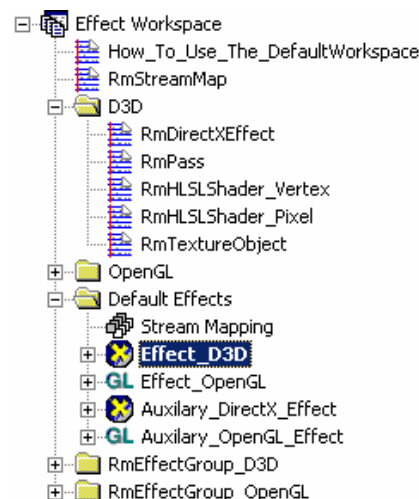 Effect Workspace
How_To_Use_The_DefaultWorkspace
RmStreamMap
D3D
RmDirectXEffect
RmPass
RmHLSLShader_Vertex
RmHLSLShader_Pixel
RmTextureObject
OpenGL
Default Effects
Stream Mapping
Effect_D3D
GL Effect_OpenGL
Auxilary_DirectX_Effect
GL Auxilary_OpenGL_Effect
RmEffectGroup_D3D
RmEffectGroup_OpenGL